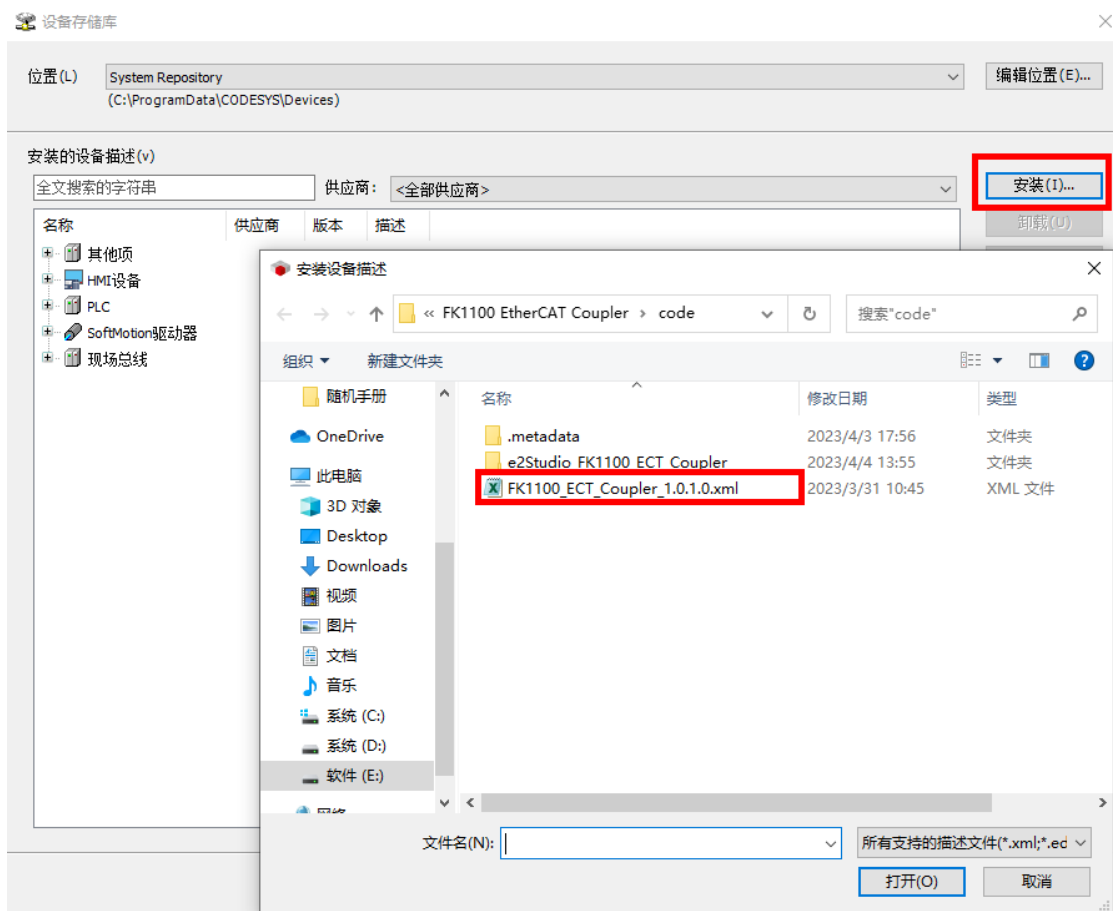 设备存储库
位置(L) System Repository 编辑位置(E)...
(C:\ProgramData\CODESYS\Devices)
安装的设备描述(v)
全文搜索的字符串 供应商: <全部供应商> 安装(I)...
名称 供应商 版本 描述 卸载(U)
其他项
HMI设备
PLC
SoftMotion驱动器
现场总线
安装设备描述
« FK1100 EtherCAT Coupler › code 搜索"code"
组织 新建文件夹
名称 修改日期 类型
随机手册
OneDrive
此电脑
3D 对象
Desktop
Downloads
视频
图片
文档
音乐
系统 (C:)
系统 (D:)
软件 (E:)
.metadata 2023/4/3 17:56 文件夹
e2Studio FK1100 ECT Coupler 2023/4/4 13:55 文件夹
FK1100_ECT_Coupler_1.0.1.0.xml 2023/3/31 10:45 XML 文件
文件名(N): 所有支持的描述文件(*.xml;*.ed
打开(O) 取消